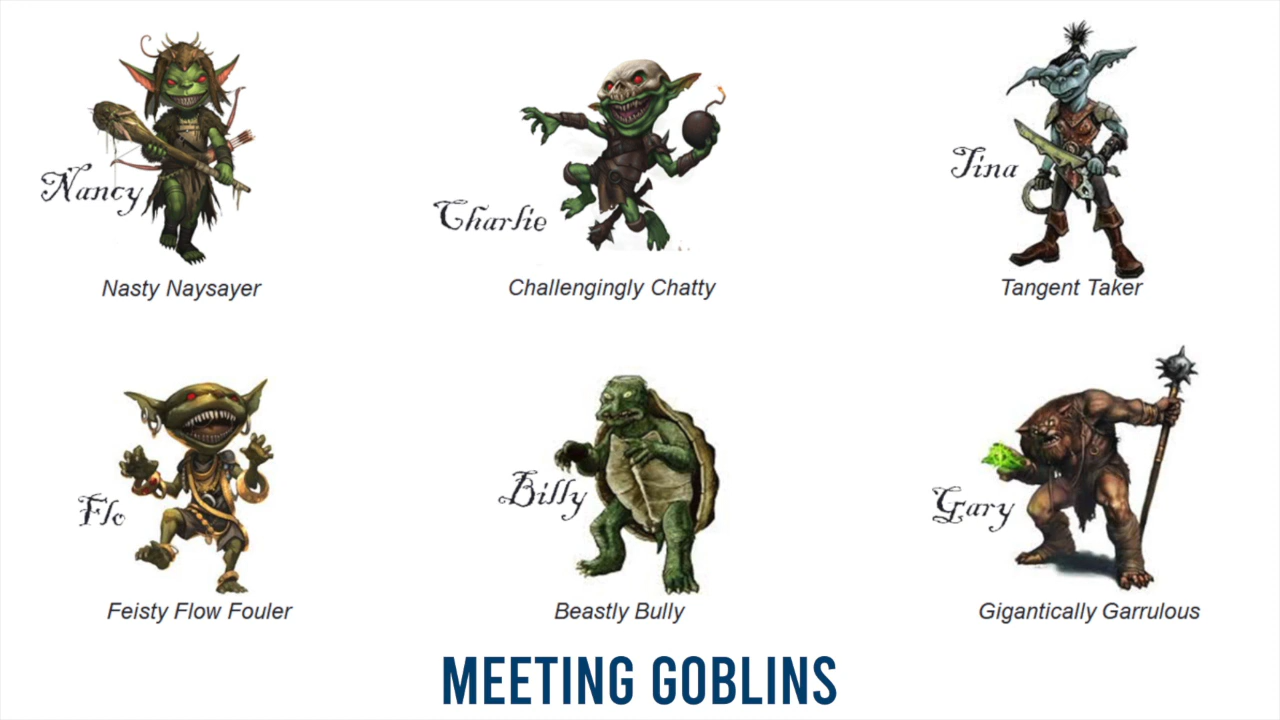 Nancy
Charlie
Tina
Nasty Naysayer
Challengingly Chatty
Tangent Taker
Flo
Billy
Gary
Feisty Flow Fouler
Beastly Bully
Gigantically Garrulous
MEETING GOBLINS